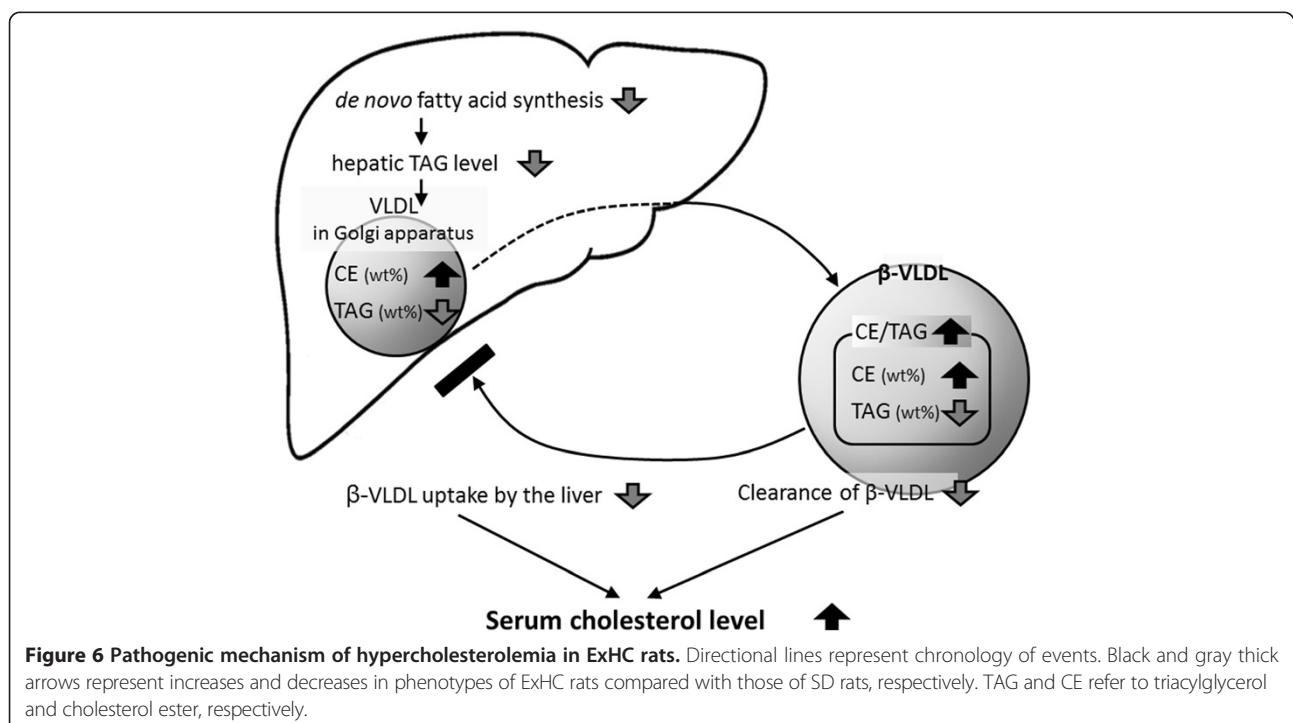 de novo fatty acid synthesis
hepatic TAG level
VLDL
in Golgi apparatus
CE (wt%)
TAG (wt%)
β-VLDL
CE/TAG
CE (wt%)
TAG (wt%)
β-VLDL uptake by the liver
Clearance of β-VLDL
Serum cholesterol level
Figure 6 Pathogenic mechanism of hypercholesterolemia in ExHC rats. Directional lines represent chronology of events. Black and gray thick
arrows represent increases and decreases in phenotypes of ExHC rats compared with those of SD rats, respectively. TAG and CE refer to triacylglycerol
and cholesterol ester, respectively.